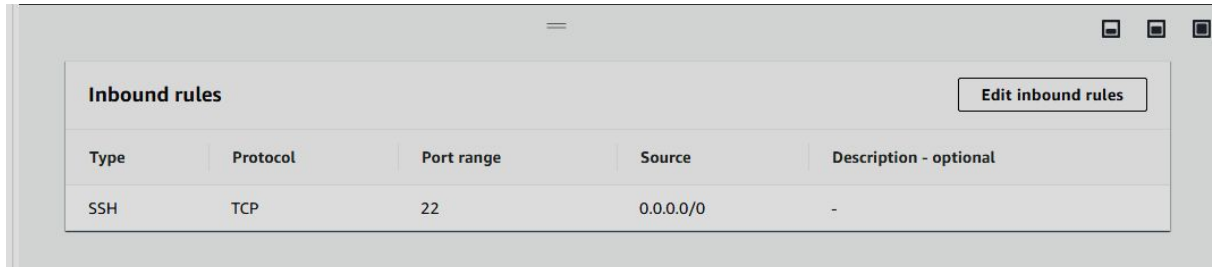 Inbound rules Edit inbound rules
Type Protocol Port range Source Description - optional
SSH TCP 22 0.0.0.0/0 -